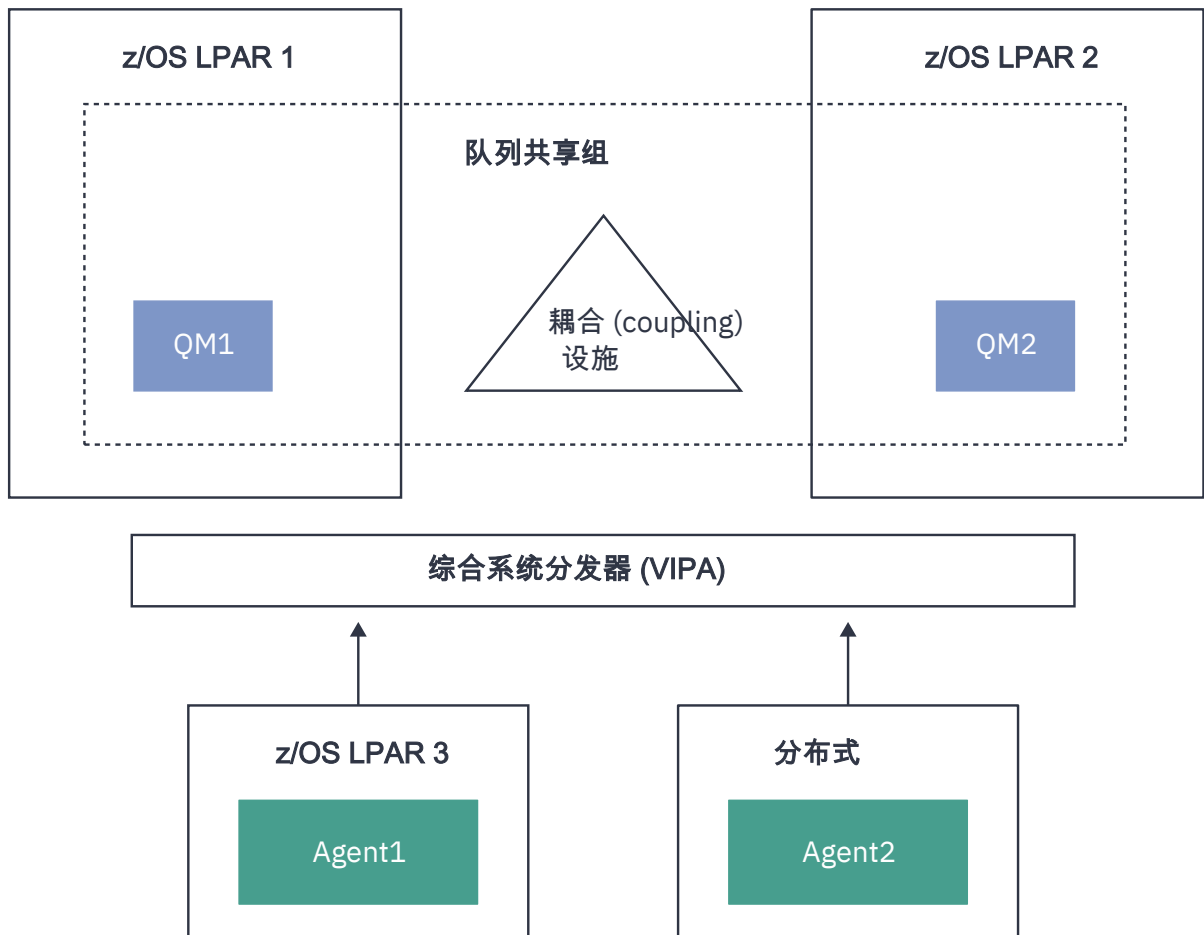 z/OS LPAR 1
z/OS LPAR 2
队列共享组
QM1
耦合 (coupling)
设施
QM2
综合系统分发器 (VIPA)
z/OS LPAR 3
分布式
Agent1
Agent2